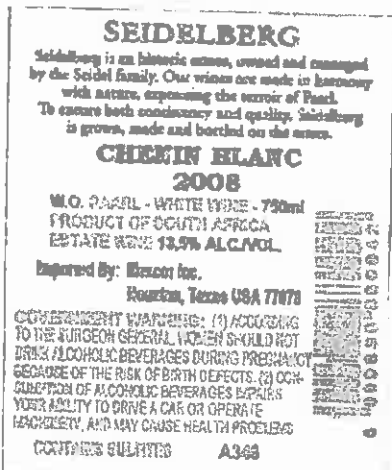 SEIDELBERG
Seidelberg is an historic estate, owned and managed
by the Seidel family. Our wines are made in harmony
with nature, expressing the terroir of Paarl.
To ensure both consistency and quality, Seidelberg
is grown, made and bottled on the estate.
CHENIN BLANC
2008
W.O. PAARL - WHITE WINE - 750ml
PRODUCT OF SOUTH AFRICA
ESTATE WINE 13,5% ALC./VOL.
Imported By: Inc.
Houston, Texas USA
GOVERNMENT WARNING: (1) ACCORDING
TO THE SURGEON GENERAL, WOMEN SHOULD NOT
DRINK ALCOHOLIC BEVERAGES DURING PREGNANCY
BECAUSE OF THE RISK OF BIRTH DEFECTS. (2) CON-
SUMPTION OF ALCOHOLIC BEVERAGES IMPAIRS
YOUR ABILITY TO DRIVE A CAR OR OPERATE
MACHINERY, AND MAY CAUSE HEALTH PROBLEMS
CONTAINS SULFITES A343